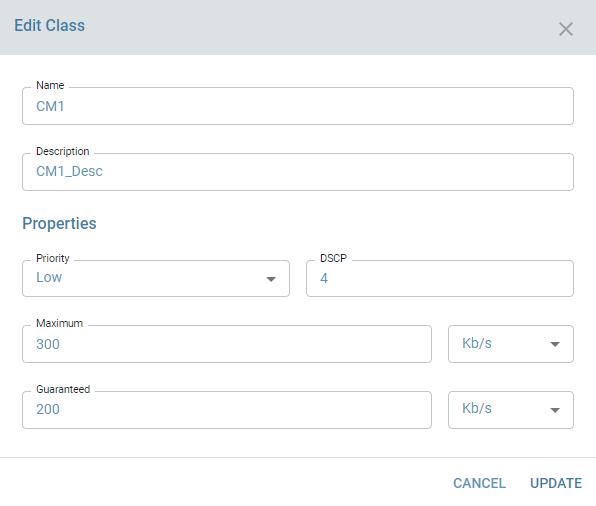 Edit Class
Name
CM1
Description
CM1_Desc
Properties
Priority
Low
DSCP
4
Maximum
300
Kb/s
Guaranteed
200
Kb/s
CANCEL UPDATE